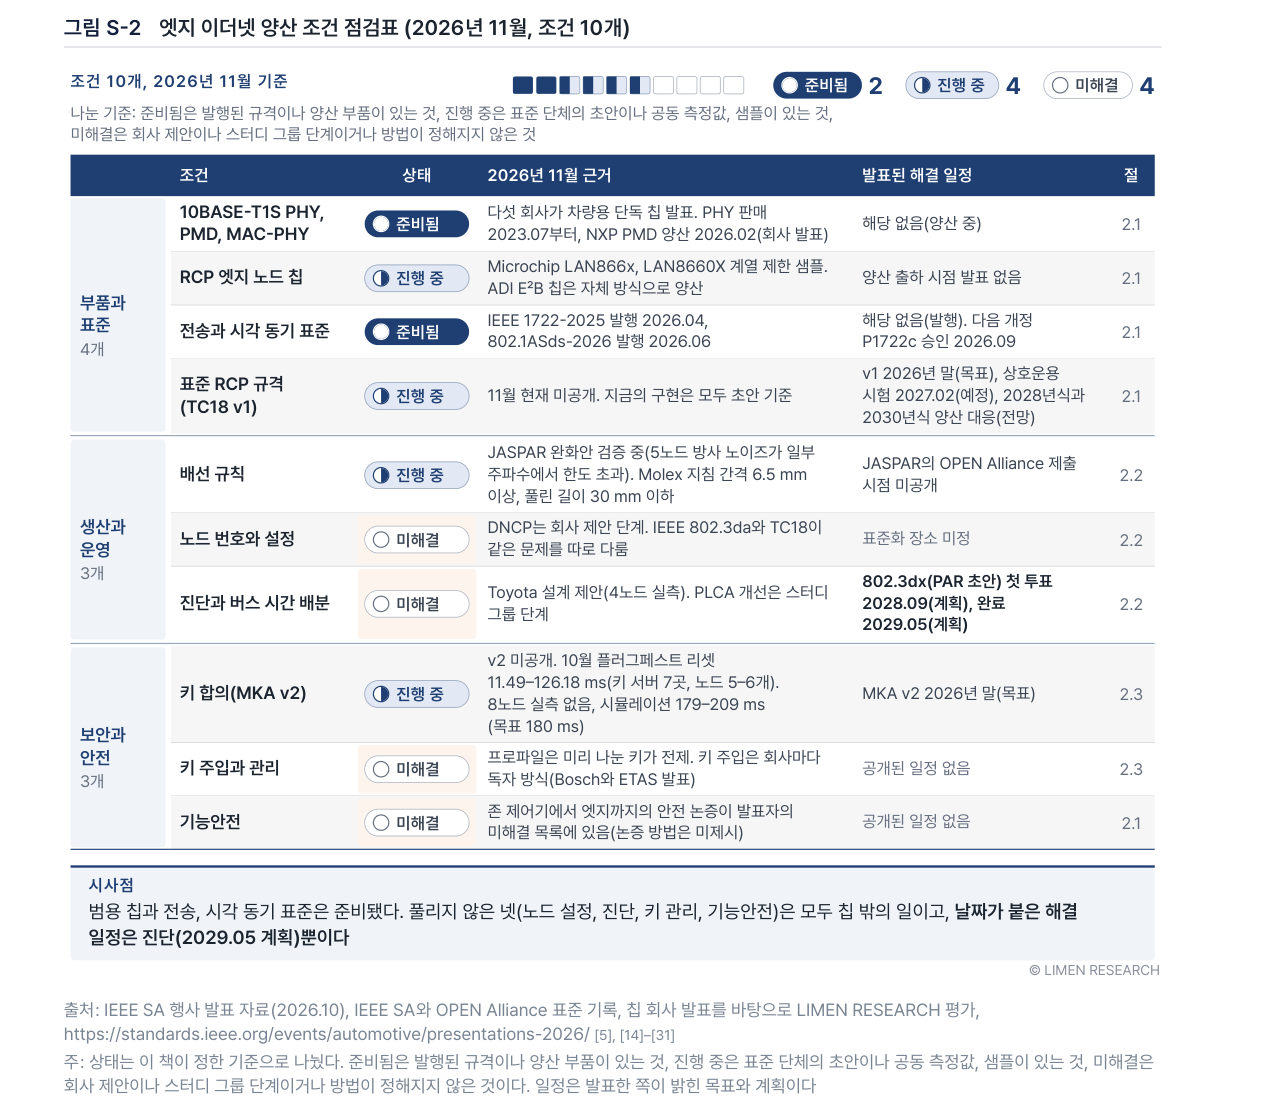 그림 S-2 엣지 이더넷 양산 조건 점검표 (2026년 11월, 조건 10개)
조건 10개, 2026년 11월 기준
준비됨 2 진행 중 4 미해결 4
나눈 기준: 준비됨은 발행된 규격이나 양산 부품이 있는 것, 진행 중은 표준 단체의 초안이나 공동 측정값, 샘플이 있는 것,
미해결은 회사 제안이나 스터디 그룹 단계이거나 방법이 정해지지 않은 것
조건 상태 2026년 11월 근거 발표된 해결 일정 절
부품과
표준
4개
10BASE-T1S PHY,
PMD, MAC-PHY
준비됨
다섯 회사가 차량용 단독 칩 발표. PHY 판매
2023.07부터, NXP PMD 양산 2026.02(회사 발표)
해당 없음(양산 중)
2.1
RCP 엣지 노드 칩
진행 중
Microchip LAN866x, LAN8660X 계열 제한 샘플.
ADI E²B 칩은 자체 방식으로 양산
양산 출하 시점 발표 없음
2.1
전송과 시각 동기 표준
준비됨
IEEE 1722-2025 발행 2026.04,
802.1ASds-2026 발행 2026.06
해당 없음(발행). 다음 개정
P1722c 승인 2026.09
2.1
표준 RCP 규격
(TC18 v1)
진행 중
11월 현재 미공개. 지금의 구현은 모두 초안 기준
v1 2026년 말(목표), 상호운용
시험 2027.02(예정), 2028년식과
2030년식 양산 대응(전망)
2.1
생산과
운영
3개
배선 규칙
진행 중
JASPAR 완화안 검증 중(5노드 방사 노이즈가 일부
주파수에서 한도 초과). Molex 지침 간격 6.5 mm
이상, 풀린 길이 30 mm 이하
JASPAR의 OPEN Alliance 제출
시점 미공개
2.2
노드 번호와 설정
미해결
DNCP는 회사 제안 단계. IEEE 802.3da와 TC18이
같은 문제를 따로 다룸
표준화 장소 미정
2.2
진단과 버스 시간 배분
미해결
Toyota 설계 제안(4노드 실측). PLCA 개선은 스터디
그룹 단계
802.3dx(PAR 초안) 첫 투표
2028.09(계획), 완료
2029.05(계획)
2.2
보안과
안전
3개
키 합의(MKA v2)
진행 중
v2 미공개. 10월 플러그페스트 리셋
11.49–126.18 ms(키 서버 7곳, 노드 5–6개).
8노드 실측 없음, 시뮬레이션 179–209 ms
(목표 180 ms)
MKA v2 2026년 말(목표)
2.3
키 주입과 관리
미해결
프로파일은 미리 나눈 키가 전제. 키 주입은 회사마다
독자 방식(Bosch와 ETAS 발표)
공개된 일정 없음
2.3
기능안전
미해결
존 제어기에서 엣지까지의 안전 논증이 발표자의
미해결 목록에 있음(논증 방법은 미제시)
공개된 일정 없음
2.1
시사점
범용 칩과 전송, 시각 동기 표준은 준비됐다. 풀리지 않은 넷(노드 설정, 진단, 키 관리, 기능안전)은 모두 칩 밖의 일이고, 날짜가 붙은 해결
일정은 진단(2029.05 계획)뿐이다
© LIMEN RESEARCH
출처: IEEE SA 행사 발표 자료(2026.10), IEEE SA와 OPEN Alliance 표준 기록, 칩 회사 발표를 바탕으로 LIMEN RESEARCH 평가,
https://standards.ieee.org/events/automotive/presentations-2026/ [5], [14]–[31]
주: 상태는 이 책이 정한 기준으로 나눴다. 준비됨은 발행된 규격이나 양산 부품이 있는 것, 진행 중은 표준 단체의 초안이나 공동 측정값, 샘플이 있는 것, 미해결은
회사 제안이나 스터디 그룹 단계이거나 방법이 정해지지 않은 것이다. 일정은 발표한 쪽이 밝힌 목표와 계획이다